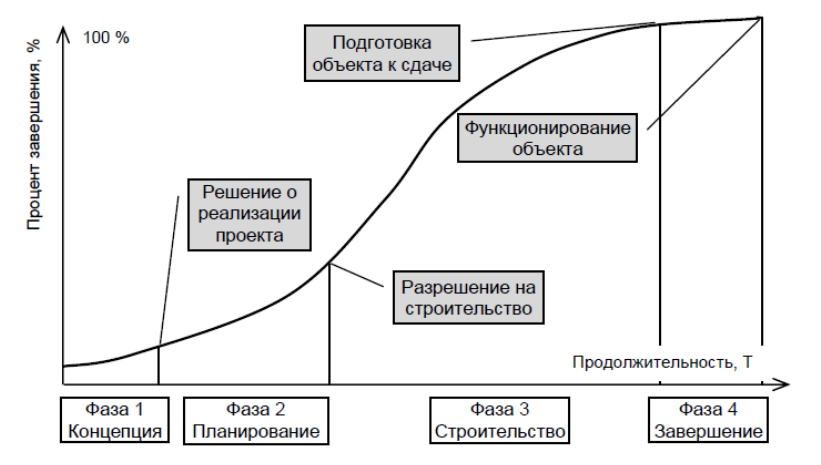 Процент завершения, %
100 %
Подготовка
объекта к сдаче
Функционирование
объекта
Решение о
реализации
проекта
Разрешение на
строительство
Продолжительность, Т
Фаза 1
Концепция
Фаза 2
Планирование
Фаза 3
Строительство
Фаза 4
Завершение